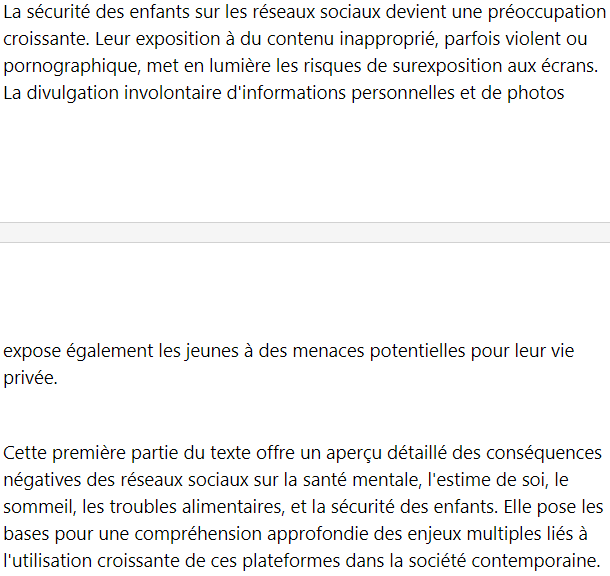 La sécurité des enfants sur les réseaux sociaux devient une préoccupation
croissante. Leur exposition à du contenu inapproprié, parfois violent ou
pornographique, met en lumière les risques de surexposition aux écrans.
La divulgation involontaire d'informations personnelles et de photos
expose également les jeunes à des menaces potentielles pour leur vie
privée.
Cette première partie du texte offre un aperçu détaillé des conséquences
négatives des réseaux sociaux sur la santé mentale, l'estime de soi, le
sommeil, les troubles alimentaires, et la sécurité des enfants. Elle pose les
bases pour une compréhension approfondie des enjeux multiples liés à
l'utilisation croissante de ces plateformes dans la société contemporaine.